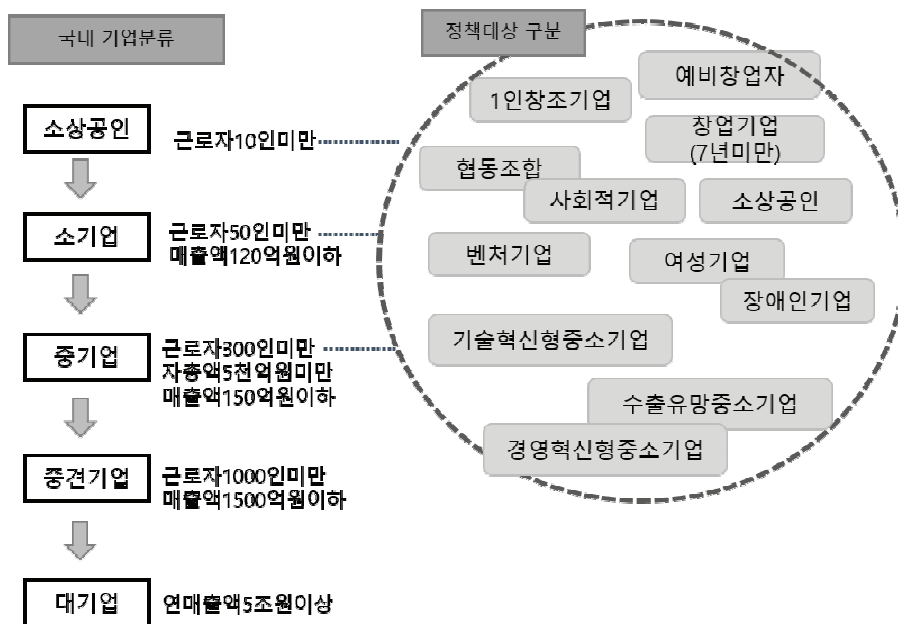 국내 기업분류
소상공인
근로자10인미만
소기업
근로자50인미만
매출액120억원이하
중기업
근로자300인미만
자총액5천억원미만
매출액150억원이하
중견기업
근로자1000인미만
매출액1500억원이하
대기업
연매출액5조원이상
정책대상 구분
예비창업자
1인창조기업
창업기업
(7년미만)
협동조합
사회적기업
소상공인
벤처기업
여성기업
장애인기업
기술혁신형중소기업
수출유망중소기업
경영혁신형중소기업